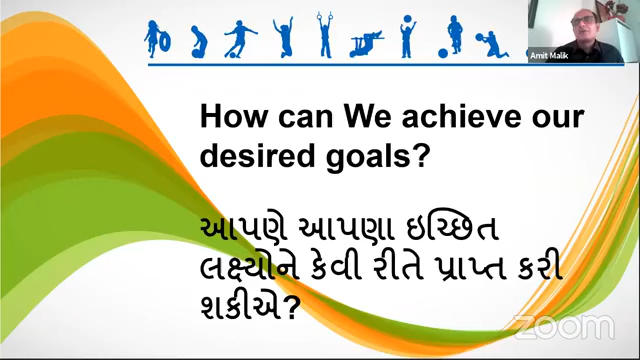 Amit Malik
How can We achieve our
desired goals?
આપણે આપણા ઇચ્છિત
લક્ષ્યોને કેવી રીતે પ્રાપ્ત કરી
શકીએ?
zoom